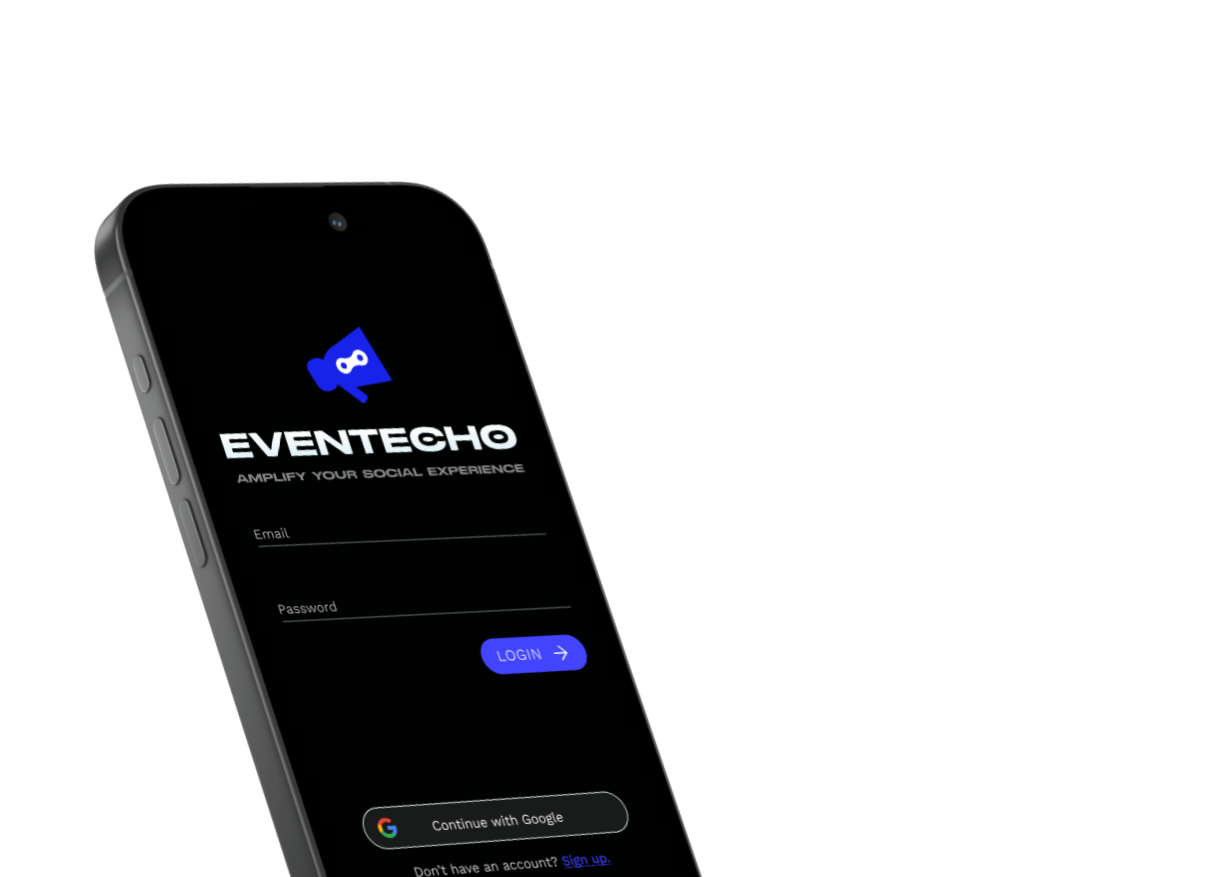 EVENTECHO
AMPLIFY YOUR SOCIAL EXPERIENCE
Email
Password
LOGIN
Continue with Google
Don't have an account? Sign up.